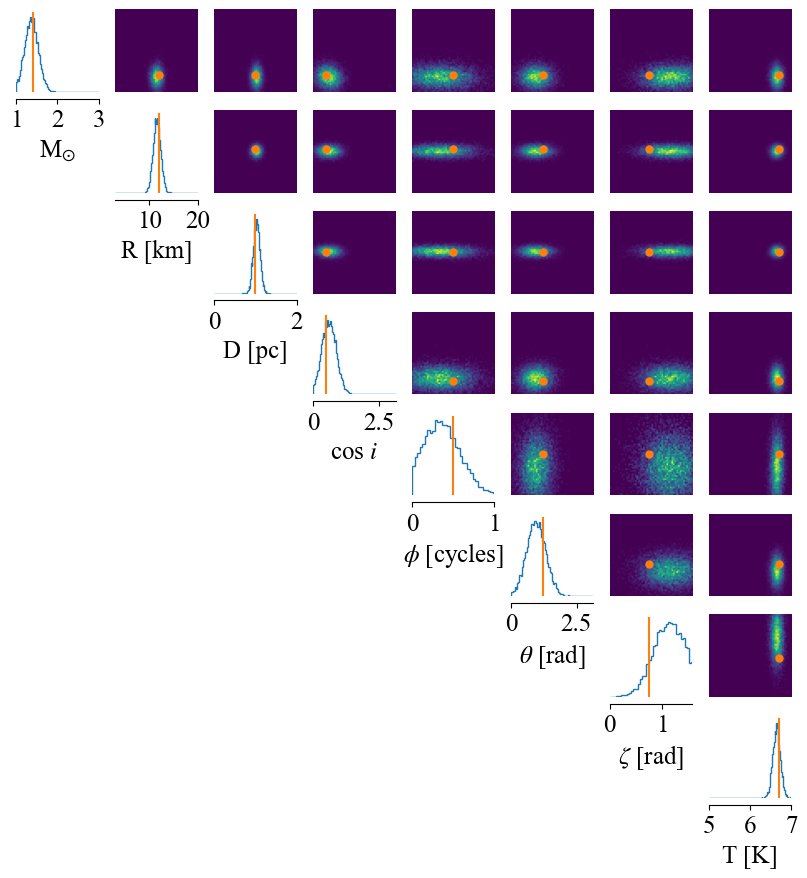 1 2 3
M⊙
10 20
R [km]
0 2
D [pc]
0 2.5
cos i
0 1
ϕ [cycles]
0 2.5
θ [rad]
0 1
ζ [rad]
5 6 7
T [K]